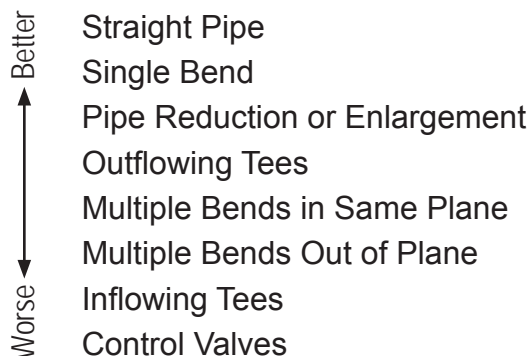 Better
Worse
Straight Pipe
Single Bend
Pipe Reduction or Enlargement
Outflowing Tees
Multiple Bends in Same Plane
Multiple Bends Out of Plane
Inflowing Tees
Control Valves